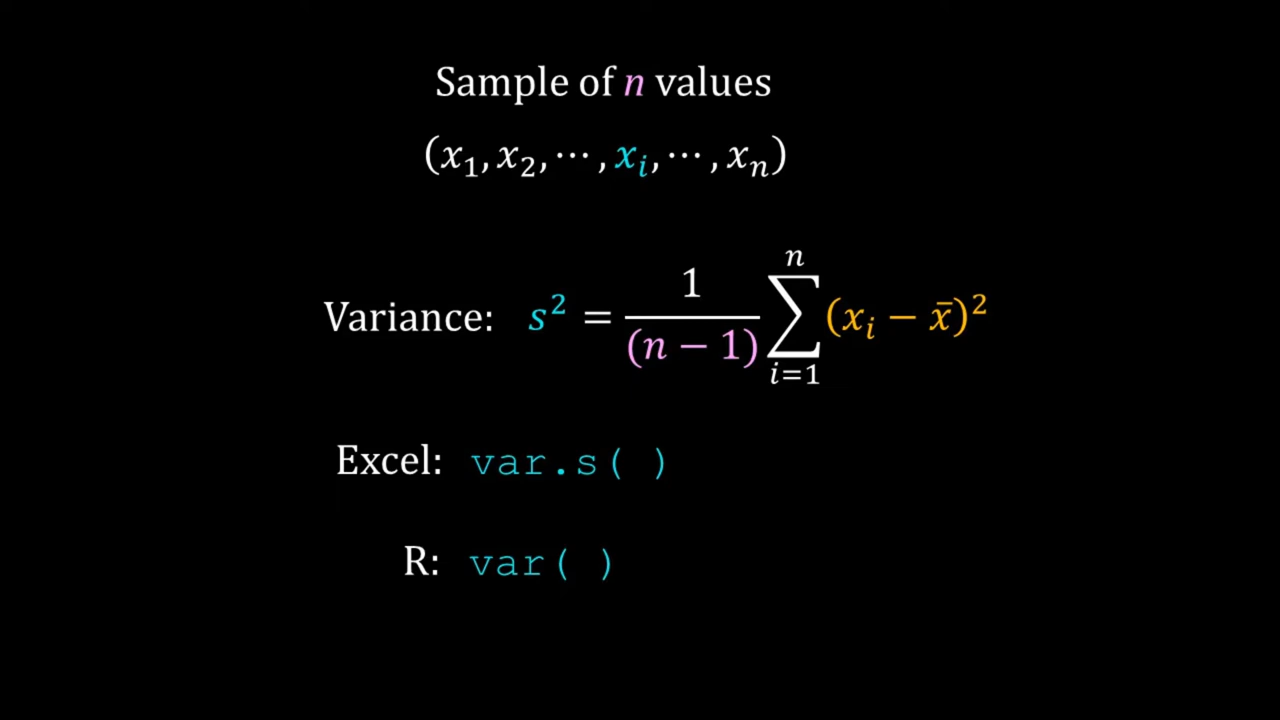 Sample of n values
(x₁, x₂, ⋯, xᵢ, ⋯, xₙ)
Variance: s² = 1/(n − 1) ∑ᵢ₌₁ⁿ (xᵢ − x̄)²
Excel: var.s( )
R: var( )